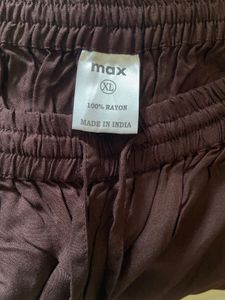 max
XL
100% RAYON
MADE IN INDIA